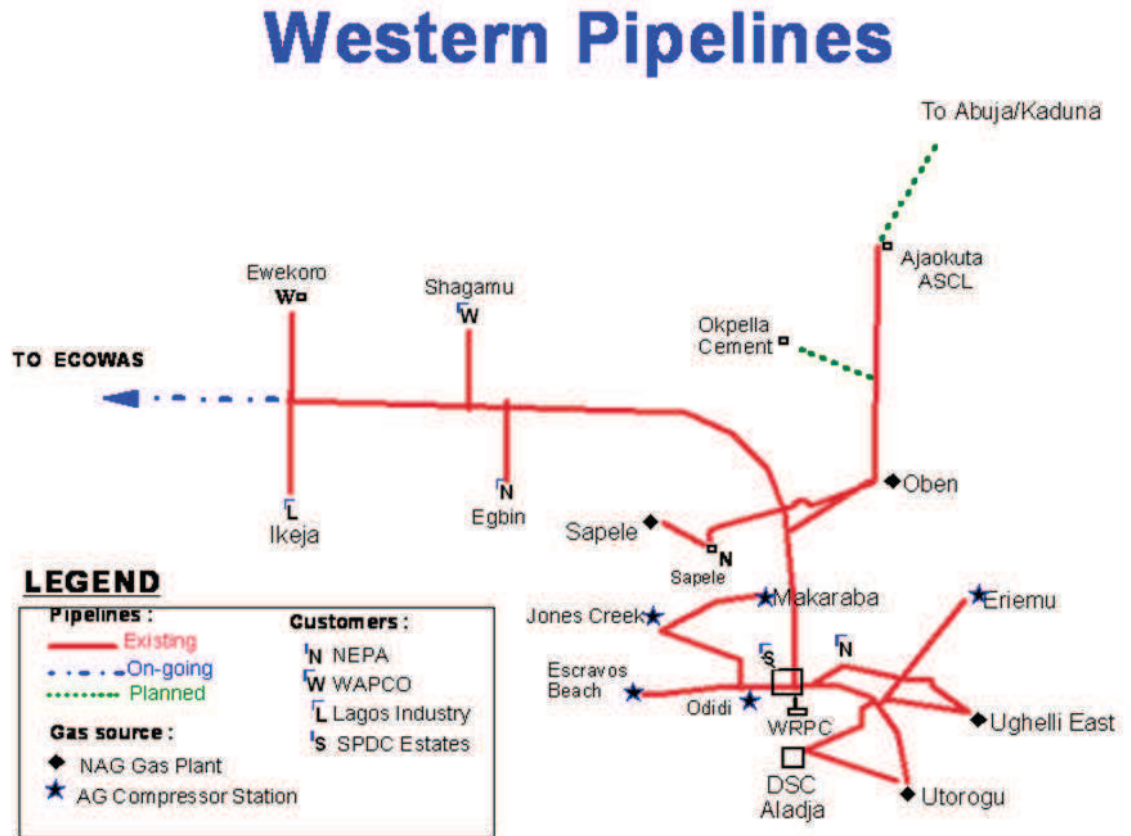 Western Pipelines
To Abuja/Kaduna
Ajaokuta
ASCL
Ewekoro
W
Shagamu
W
Okpella
Cement
TO ECOWAS
Oben
N
Egbin
L
Ikeja
Sapele
N
Sapele
Makaraba
Eriemu
Jones Creek
N
S
Escravos
Beach
Odidi
WRPC
Ughelli East
DSC
Aladja
Utorogu
LEGEND
Pipelines :
Existing
On-going
Planned
Gas source :
NAG Gas Plant
AG Compressor Station
Customers :
N NEPA
W WAPCO
L Lagos Industry
S SPDC Estates